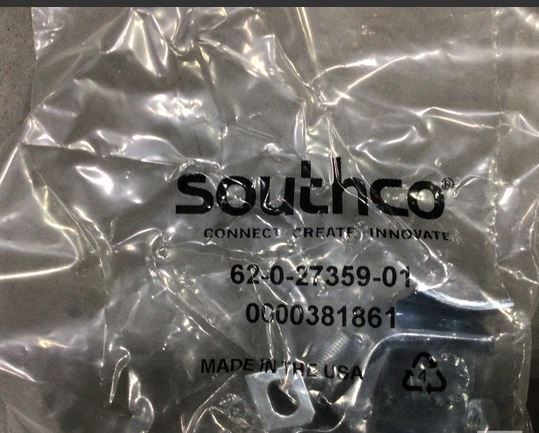 southco®
CONNECT CREATE INNOVATE
62-0-27359-01
0000381861
MADE IN THE USA
4